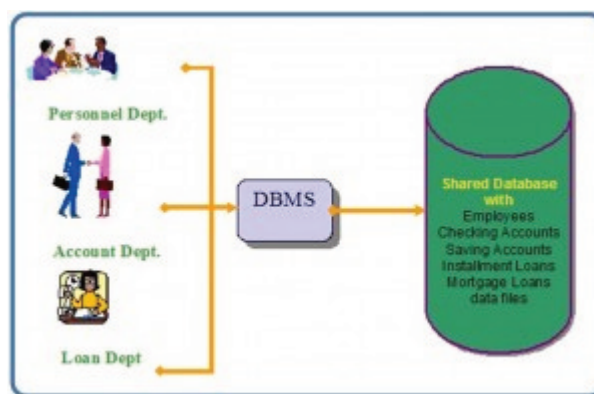 Personnel Dept.
Account Dept.
Loan Dept
DBMS
Shared Database
with
Employees
Checking Accounts
Saving Accounts
Installment Loans
Mortgage Loans
data files